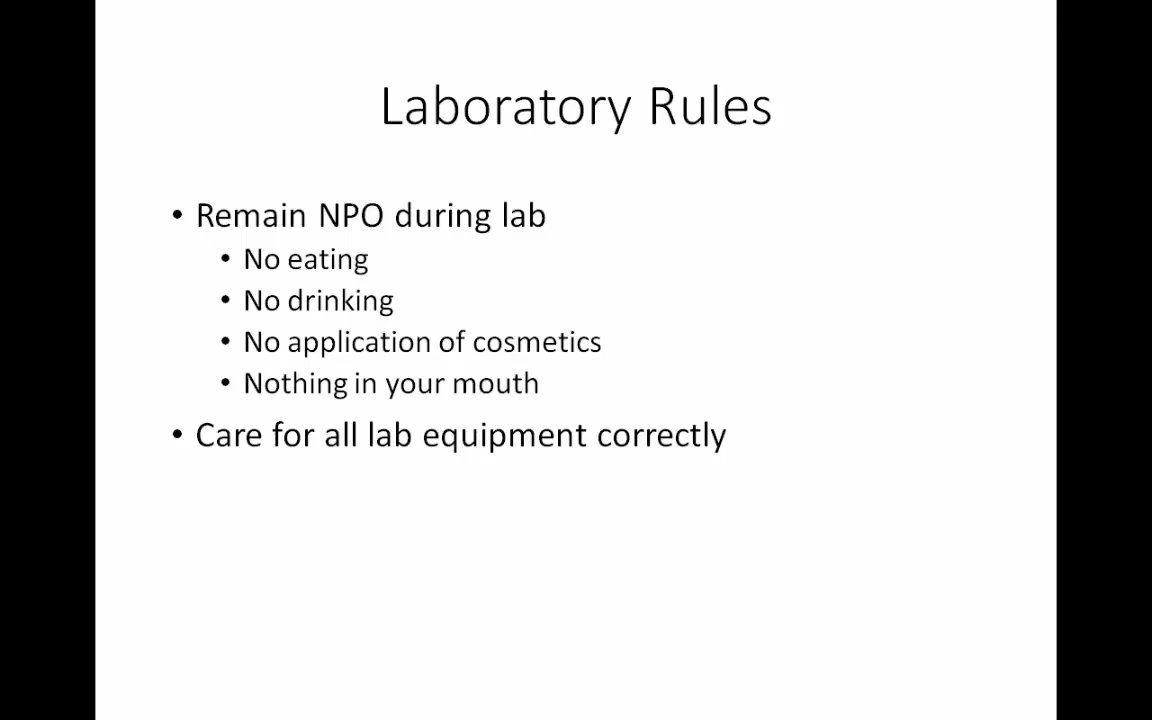 Laboratory Rules
• Remain NPO during lab
• No eating
• No drinking
• No application of cosmetics
• Nothing in your mouth
• Care for all lab equipment correctly